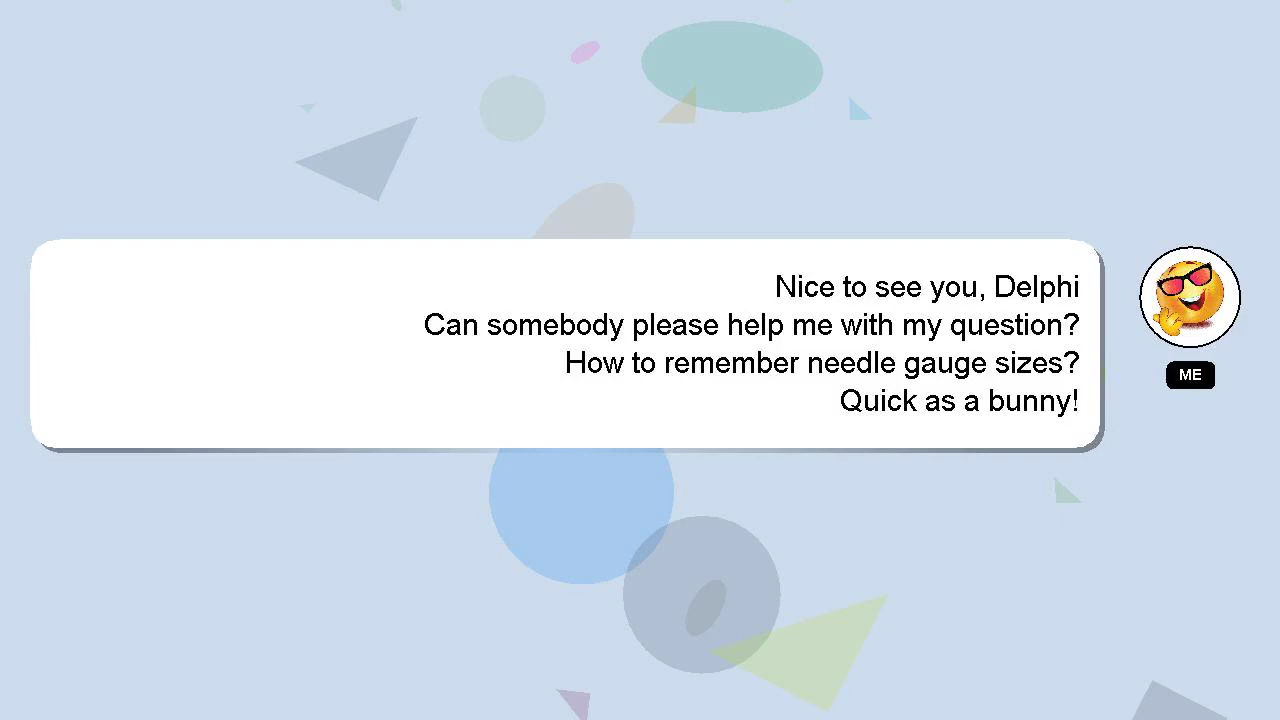 Nice to see you, Delphi
Can somebody please help me with my question?
How to remember needle gauge sizes?
Quick as a bunny!
ME